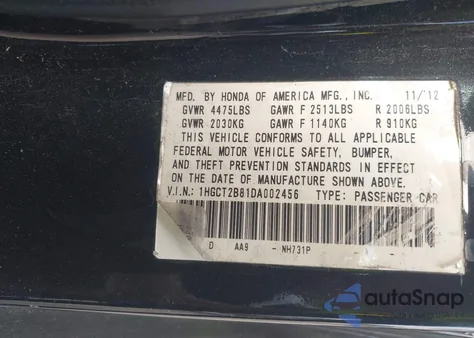 MFD. BY HONDA OF AMERICA MFG., INC. 11/'12
GVWR 4475LBS GAWR F 2513LBS R 2006LBS
GVWR 2030KG GAWR F 1140KG R 910KG
THIS VEHICLE CONFORMS TO ALL APPLICABLE
FEDERAL MOTOR VEHICLE SAFETY, BUMPER,
AND THEFT PREVENTION STANDARDS IN EFFECT
ON THE DATE OF MANUFACTURE SHOWN ABOVE.
V.I.N.: 1HGCT2B81DA002456 TYPE: PASSENGER CAR
D AA9 - NH731P - -
autoSnap